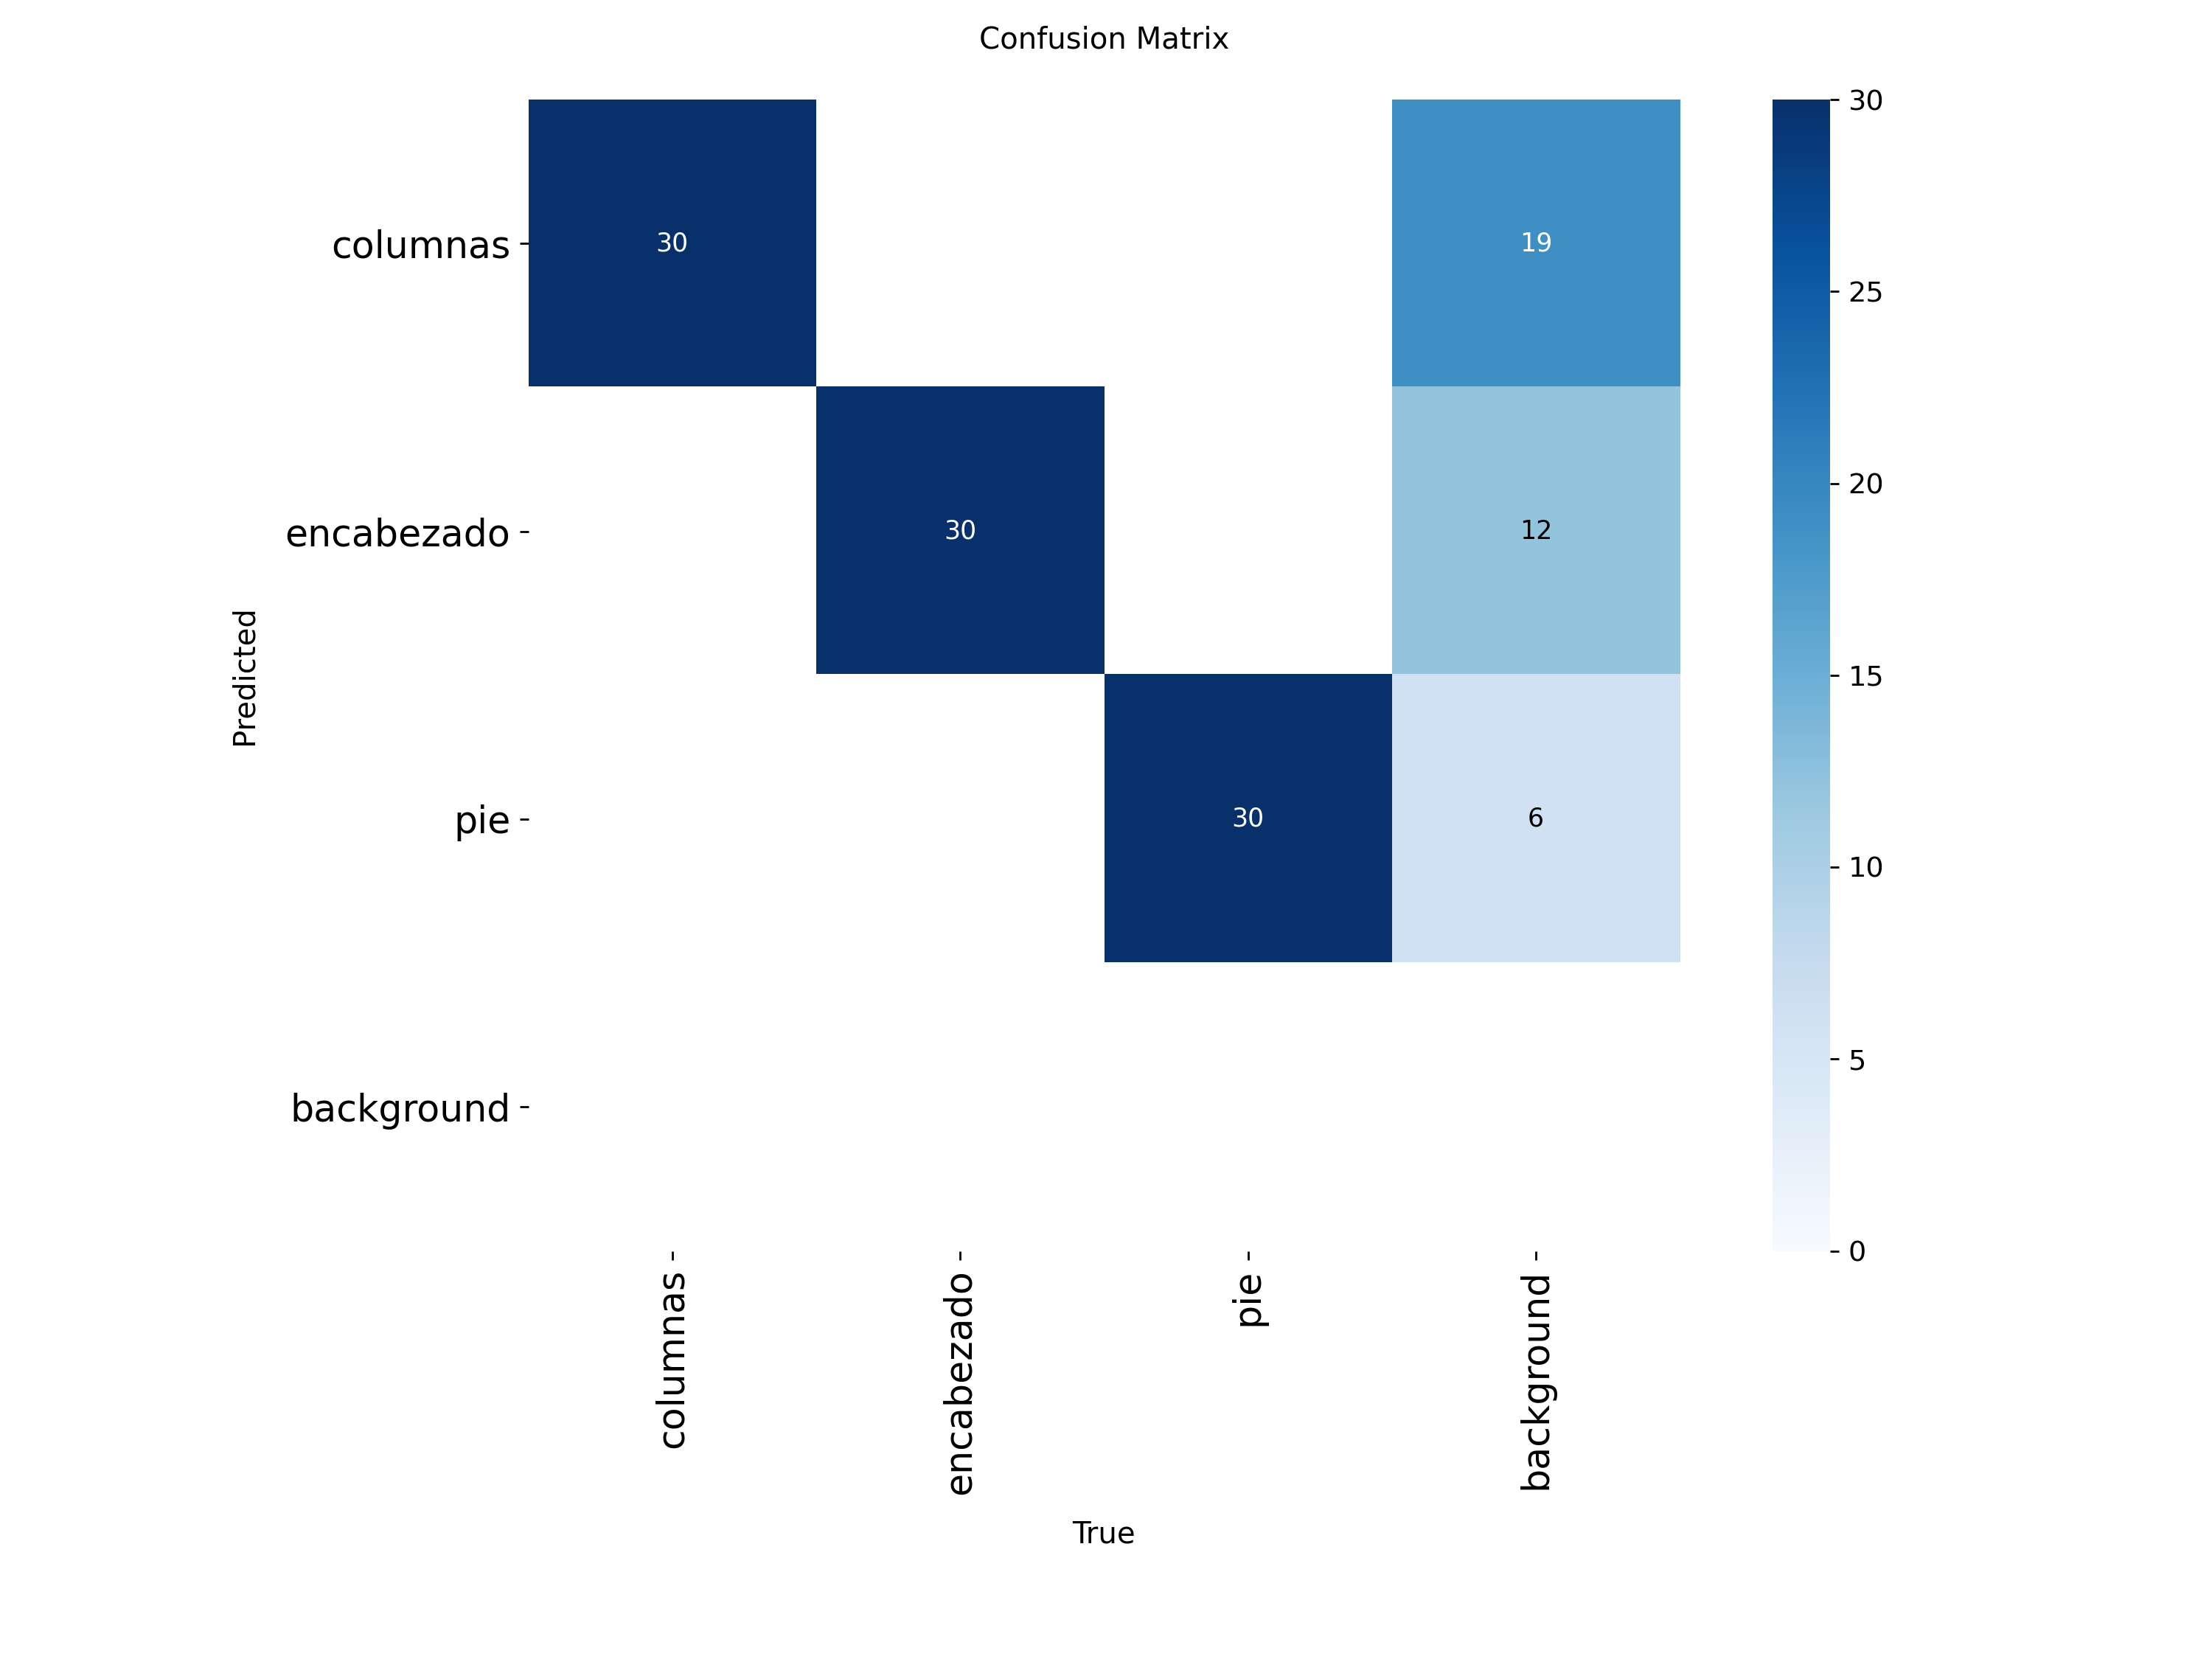 Confusion Matrix
columnas
30
19
encabezado
30
12
pie
30
6
background
Predicted
columnas
encabezado
pie
background
True
30
25
20
15
10
5
0